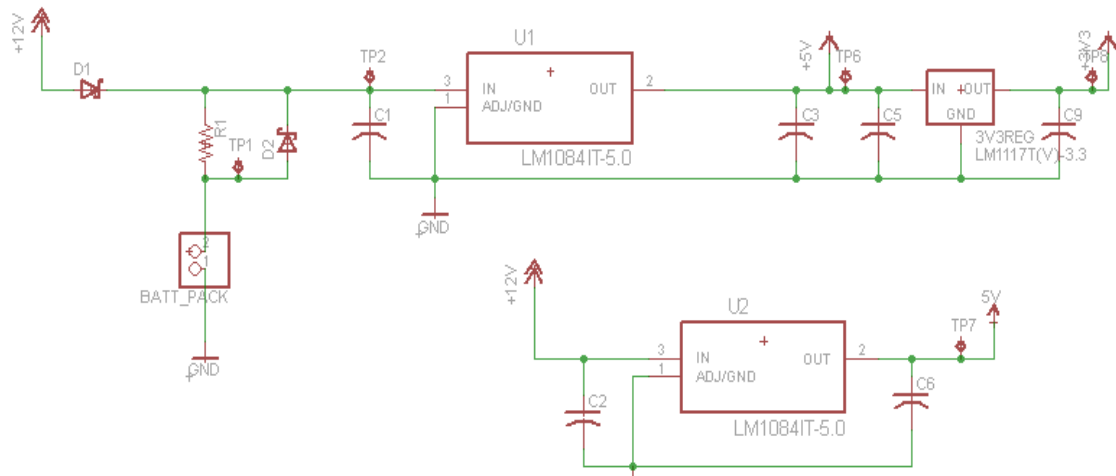 +12V
D1
R1
TP1
D2
TP2
C1
U1
3
IN
1
ADJ/GND
OUT
2
LM1084IT-5.0
+5V
TP6
C3
C5
IN
OUT
GND
3V3REG
LM1117T(V)-3.3
+3V3
TP8
C9
GND
2
1
BATT_PACK
GND
+12V
C2
U2
3
IN
1
ADJ/GND
OUT
2
LM1084IT-5.0
C6
TP7
5V